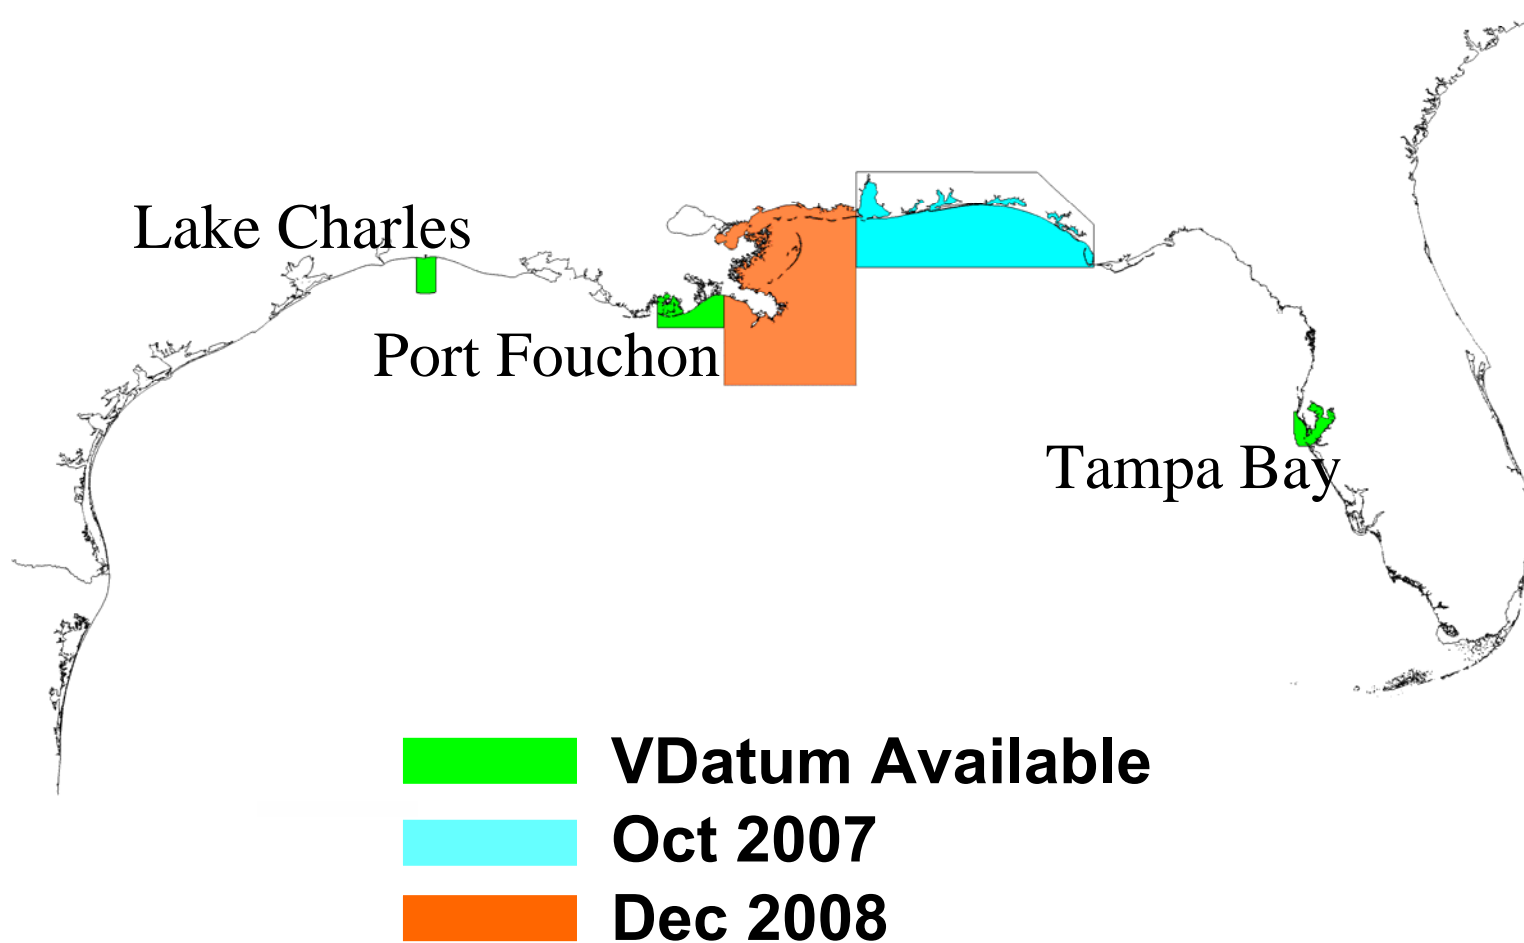 Lake Charles
Port Fouchon
Tampa Bay
VDatum Available
Oct 2007
Dec 2008